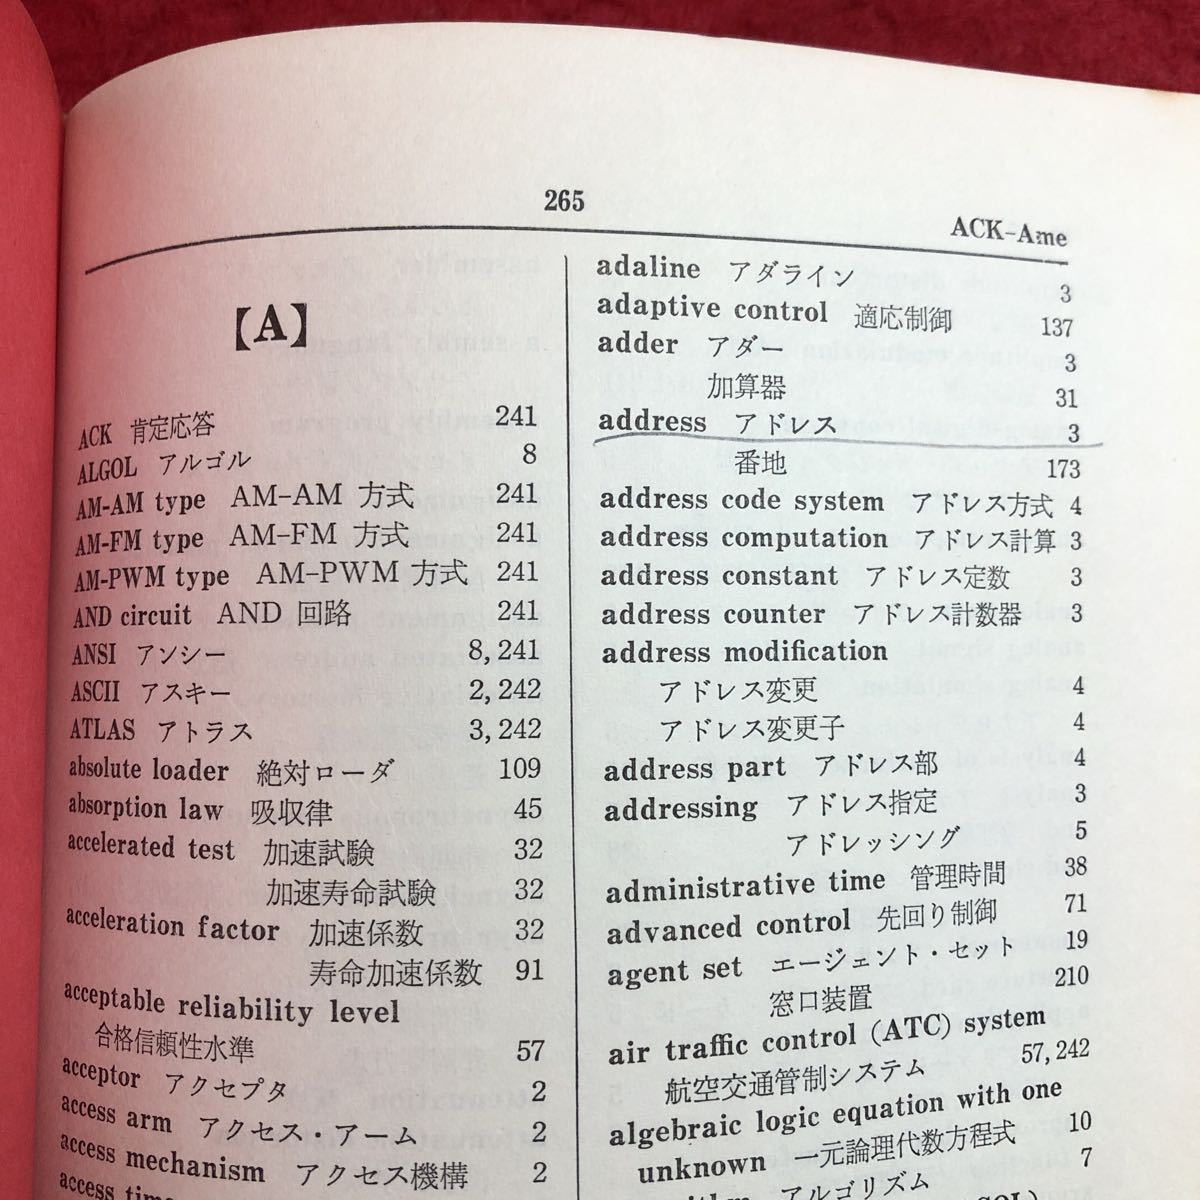 265
ACK-Ame
【A】
ACK 肯定応答 241
ALGOL アルゴル 8
AM-AM type AM-AM 方式 241
AM-FM type AM-FM 方式 241
AM-PWM type AM-PWM 方式 241
AND circuit AND 回路 241
ANSI アンシー 8,241
ASCII アスキー 2,242
ATLAS アトラス 3,242
absolute loader 絶対ローダ 109
absorption law 吸収律 45
accelerated test 加速試験 32
加速寿命試験 32
acceleration factor 加速係数 32
寿命加速係数 91
acceptable reliability level
合格信頼性水準 57
acceptor アクセプタ 2
access arm アクセス・アーム 2
access mechanism アクセス機構 2
access time
adaline アダライン 3
adaptive control 適応制御 137
adder アダー 3
加算器 31
address アドレス 3
番地 173
address code system アドレス方式 4
address computation アドレス計算 3
address constant アドレス定数 3
address counter アドレス計数器 3
address modification
アドレス変更 4
アドレス変更子 4
address part アドレス部 4
addressing アドレス指定 3
アドレッシング 5
administrative time 管理時間 38
advanced control 先回り制御 71
agent set エージェント・セット 19
窓口装置 210
air traffic control (ATC) system
航空交通管制システム 57,242
algebraic logic equation with one
unknown 一元論理代数方程式 10
アルゴリズム 7